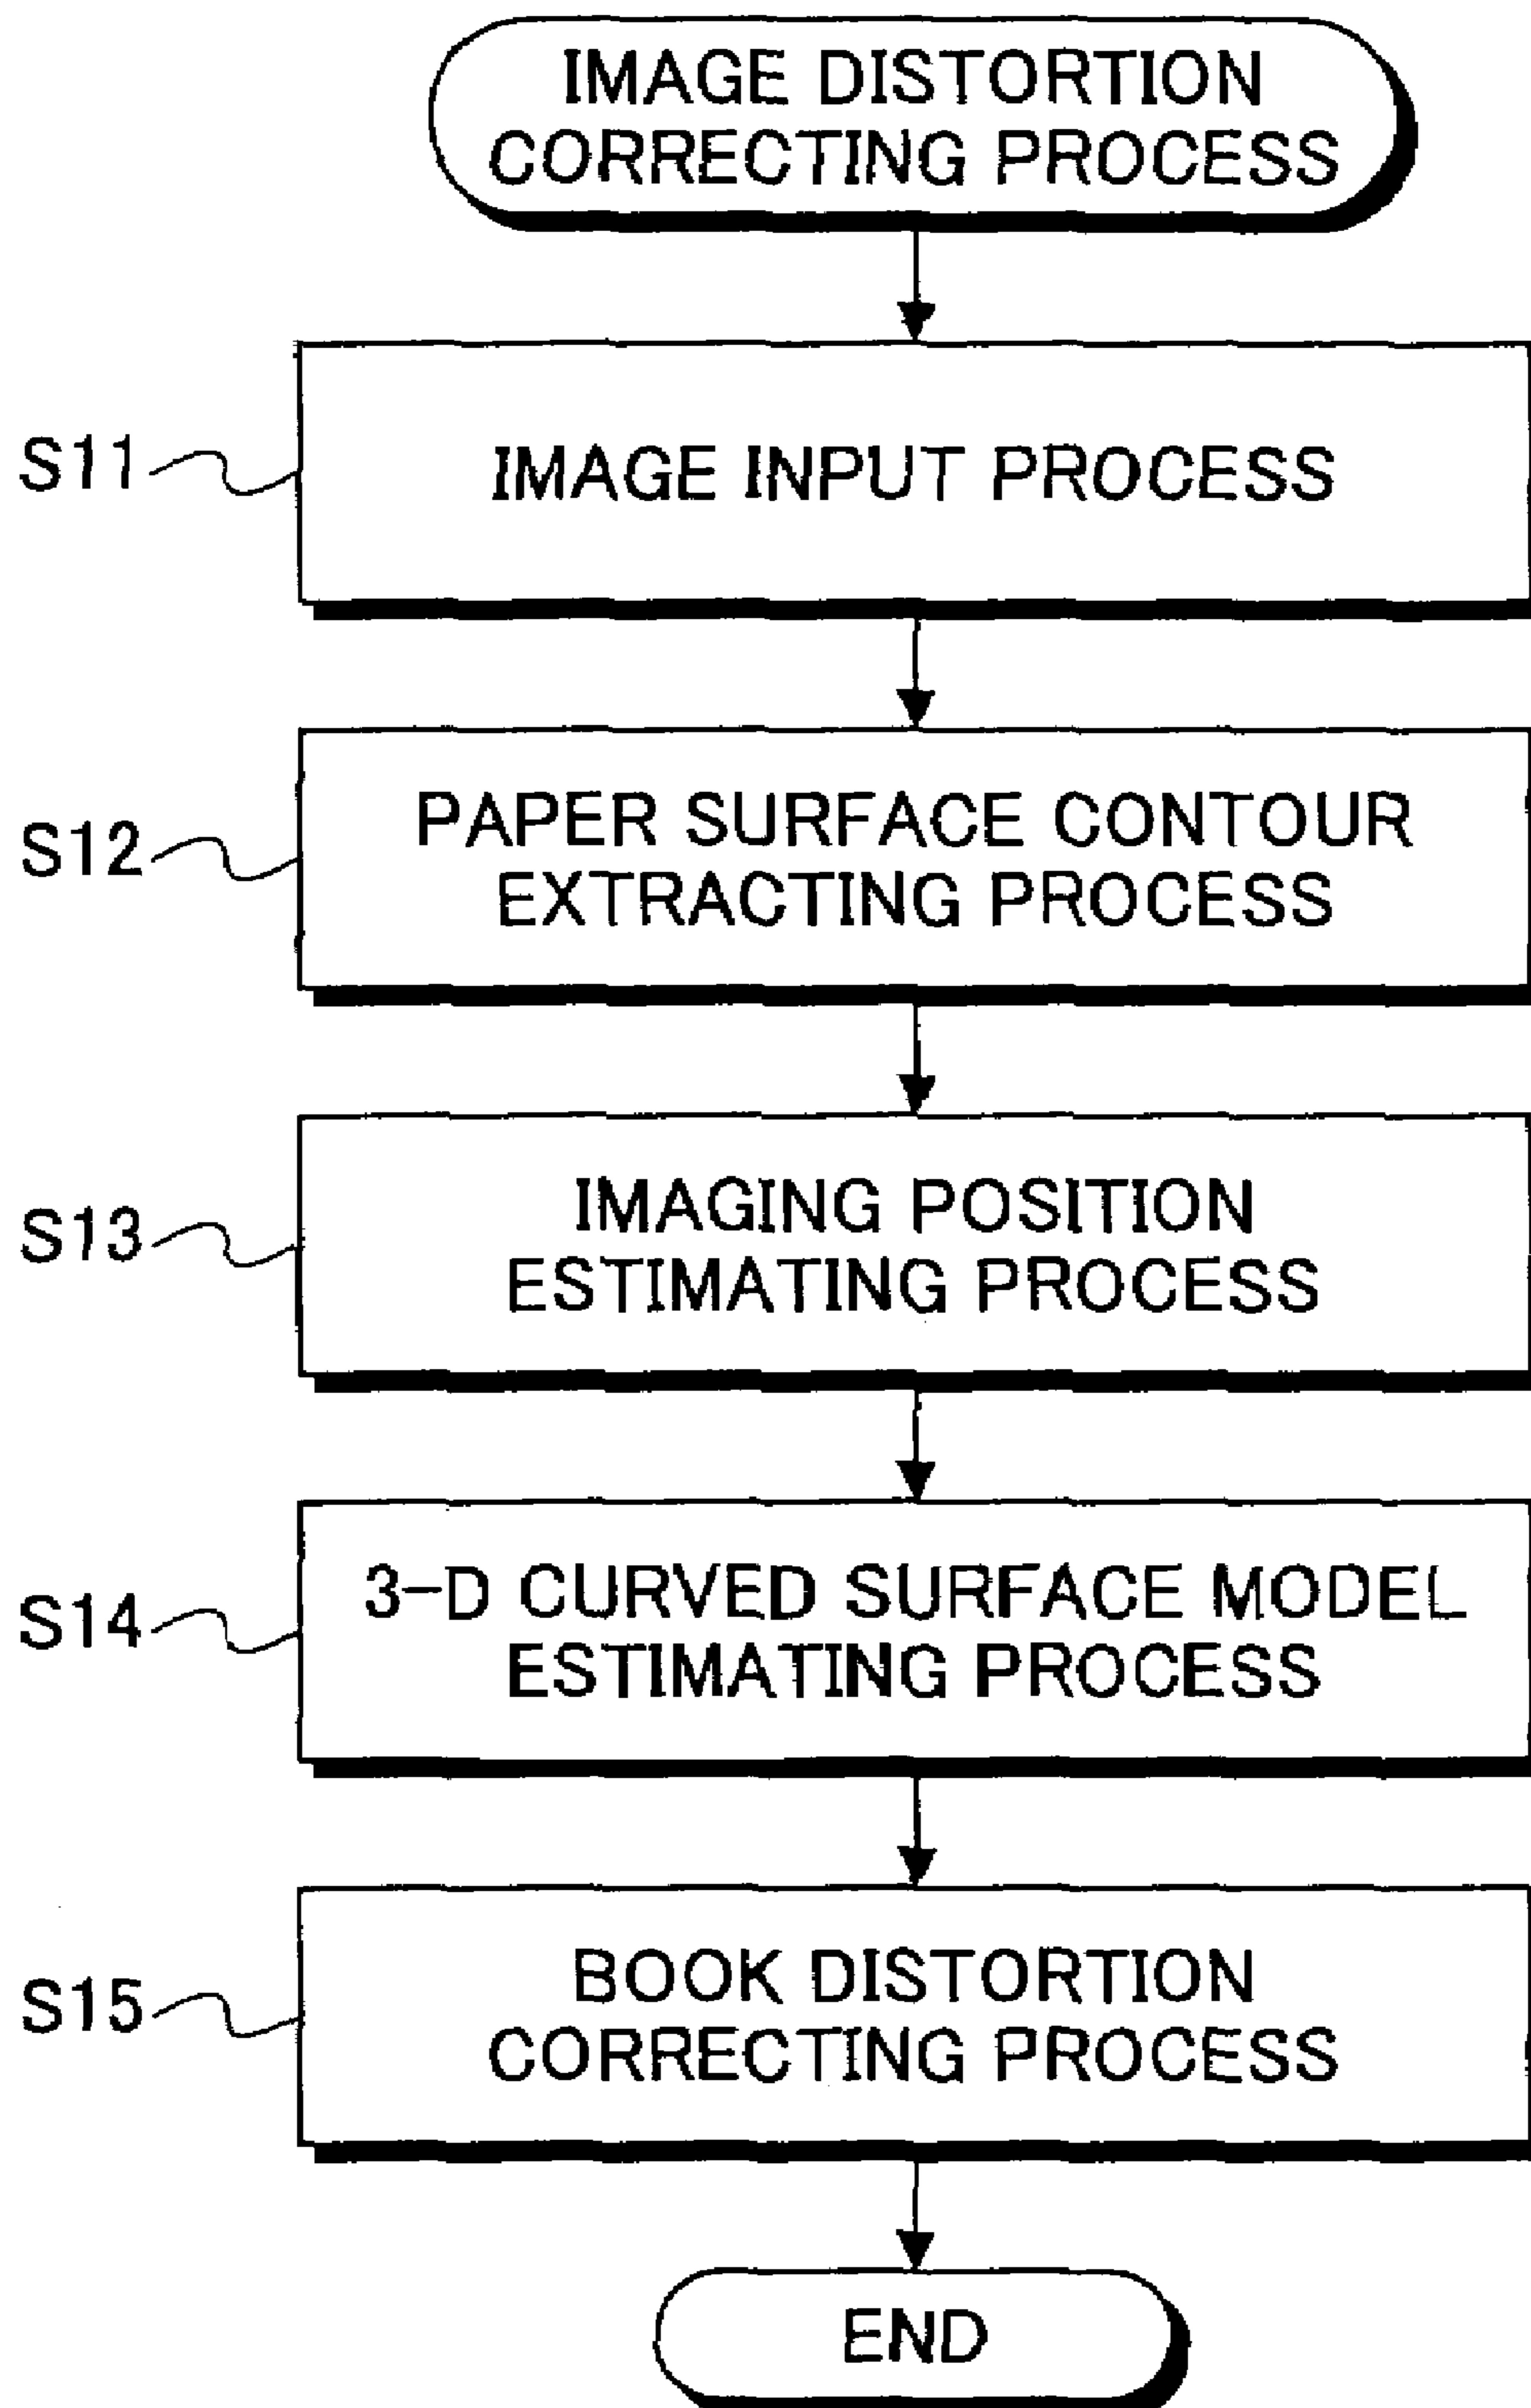 IMAGE DISTORTION
CORRECTING PROCESS
S11
IMAGE INPUT PROCESS
S12
PAPER SURFACE CONTOUR
EXTRACTING PROCESS
S13
IMAGING POSITION
ESTIMATING PROCESS
S14
3-D CURVED SURFACE MODEL
ESTIMATING PROCESS
S15
BOOK DISTORTION
CORRECTING PROCESS
END